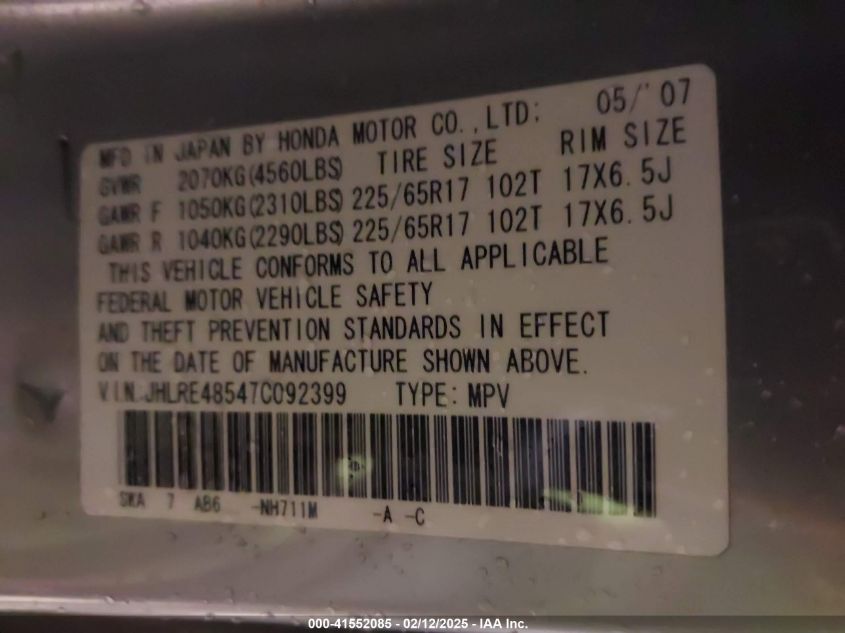 MFD IN JAPAN BY HONDA MOTOR CO.,LTD: 05/'07
GVWR 2070KG(4560LBS) TIRE SIZE RIM SIZE
GAWR F 1050KG(2310LBS) 225/65R17 102T 17X6.5J
GAWR R 1040KG(2290LBS) 225/65R17 102T 17X6.5J
THIS VEHICLE CONFORMS TO ALL APPLICABLE
FEDERAL MOTOR VEHICLE SAFETY
AND THEFT PREVENTION STANDARDS IN EFFECT
ON THE DATE OF MANUFACTURE SHOWN ABOVE.
V.I.N.:JHLRE48547C092399 TYPE: MPV
SWA 7 AB6 -NH711M -A -C
000-41552085 - 02/12/2025 - IAA Inc.